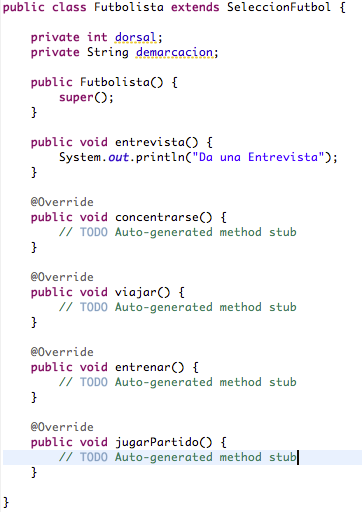 public class Futbolista extends SeleccionFutbol {
private int dorsal;
private String demarcacion;
public Futbolista() {
super();
}
public void entrevista() {
System.out.println("Da una Entrevista");
}
@Override
public void concentrarse() {
// TODO Auto-generated method stub
}
@Override
public void viajar() {
// TODO Auto-generated method stub
}
@Override
public void entrenar() {
// TODO Auto-generated method stub
}
@Override
public void jugarPartido() {
// TODO Auto-generated method stub
}
}